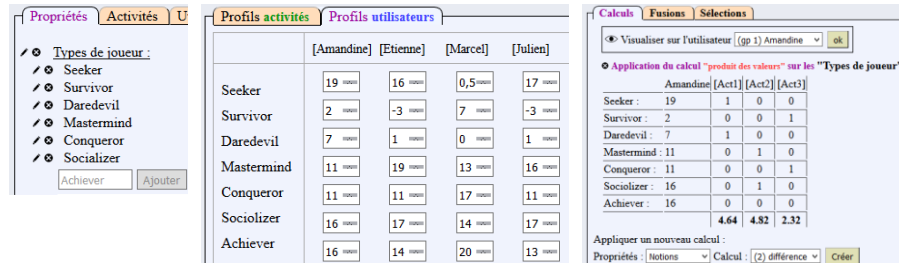 Propriétés Activités U
Types de joueur :
Seeker
Survivor
Daredevil
Mastermind
Conqueror
Socializer
Achiever Ajouter
Profils activités Profils utilisateurs
[Amandine] [Etienne] [Marcel] [Julien]
Seeker 19 16 0,5 17
Survivor 2 -3 7 -3
Daredevil 7 1 0 1
Mastermind 11 19 13 16
Conqueror 11 11 17 11
Sociolizer 16 17 14 17
Achiever 16 14 20 13
Calculs Fusions Sélections
Visualiser sur l'utilisateur (gp 1) Amandine ok
Application du calcul "produit des valeurs" sur les "Types de joueur"
Amandine [Act1] [Act2] [Act3]
Seeker : 19 1 0 0
Survivor : 2 0 0 1
Daredevil : 7 1 0 0
Mastermind : 11 0 1 0
Conqueror : 11 0 0 1
Sociolizer : 16 0 1 0
Achiever : 16 0 0 0
4.64 4.82 2.32
Appliquer un nouveau calcul :
Propriétés : Notions Calcul : (2) différence Créer